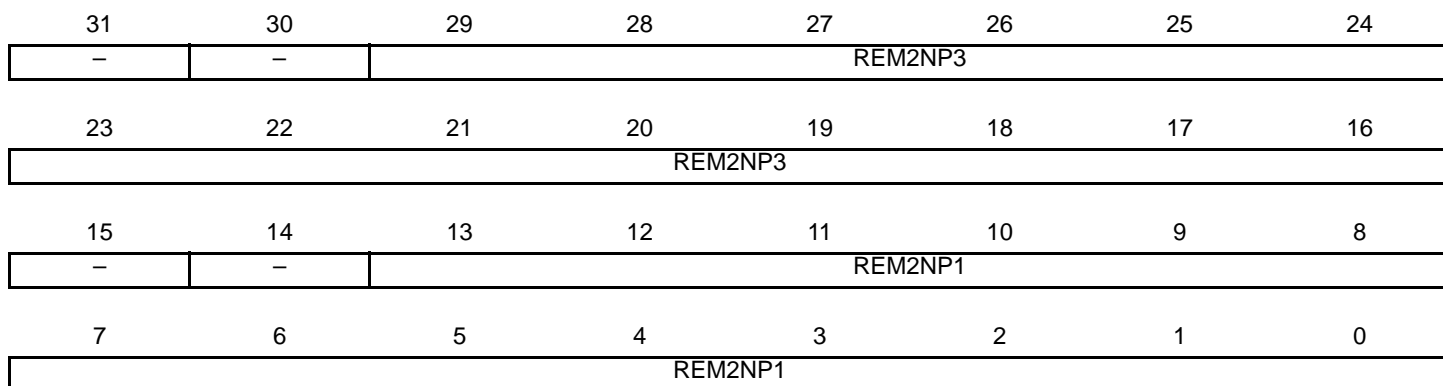 31 30 29 28 27 26 25 24
– – REM2NP3
23 22 21 20 19 18 17 16
REM2NP3
15 14 13 12 11 10 9 8
– – REM2NP1
7 6 5 4 3 2 1 0
REM2NP1